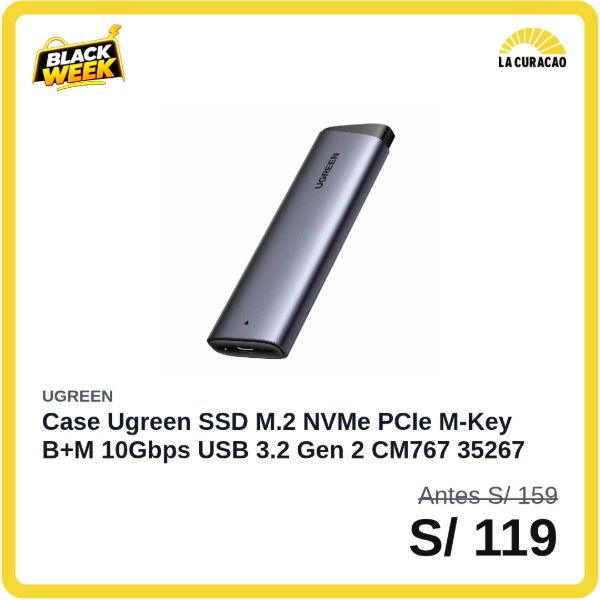 BLACK
WEEK
LA CURACAO
UGREEN
UGREEN
Case Ugreen SSD M.2 NVMe PCIe M-Key
B+M 10Gbps USB 3.2 Gen 2 CM767 35267
Antes S/ 159
S/ 119